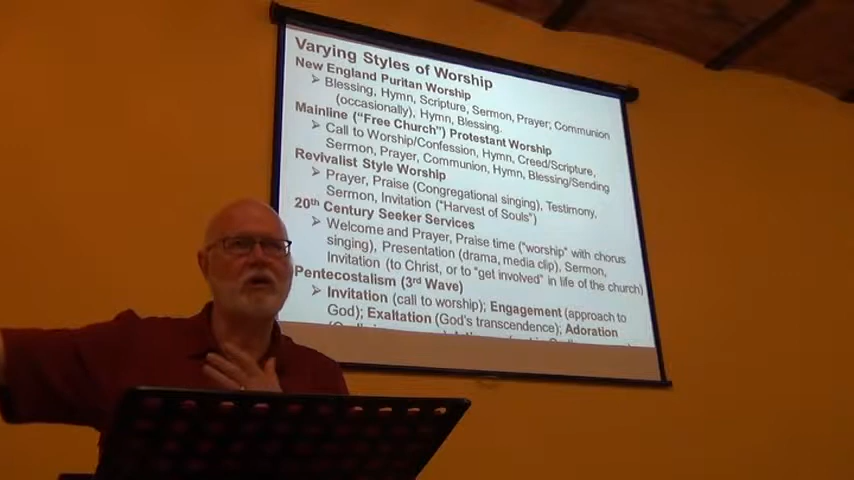 Varying Styles of Worship
New England Puritan Worship
➢ Blessing, Hymn, Scripture, Sermon, Prayer; Communion
(occasionally), Hymn, Blessing.
Mainline ("Free Church") Protestant Worship
➢ Call to Worship/Confession, Hymn, Creed/Scripture,
Sermon, Prayer, Communion, Hymn, Blessing/Sending
Revivalist Style Worship
➢ Prayer, Praise (Congregational singing), Testimony,
Sermon, Invitation ("Harvest of Souls")
20th Century Seeker Services
➢ Welcome and Prayer, Praise time ("worship" with chorus
singing), Presentation (drama, media clip), Sermon,
Invitation (to Christ, or to "get involved" in life of the church)
Pentecostalism (3rd Wave)
➢ Invitation (call to worship); Engagement (approach to
God); Exaltation (God's transcendence); Adoration